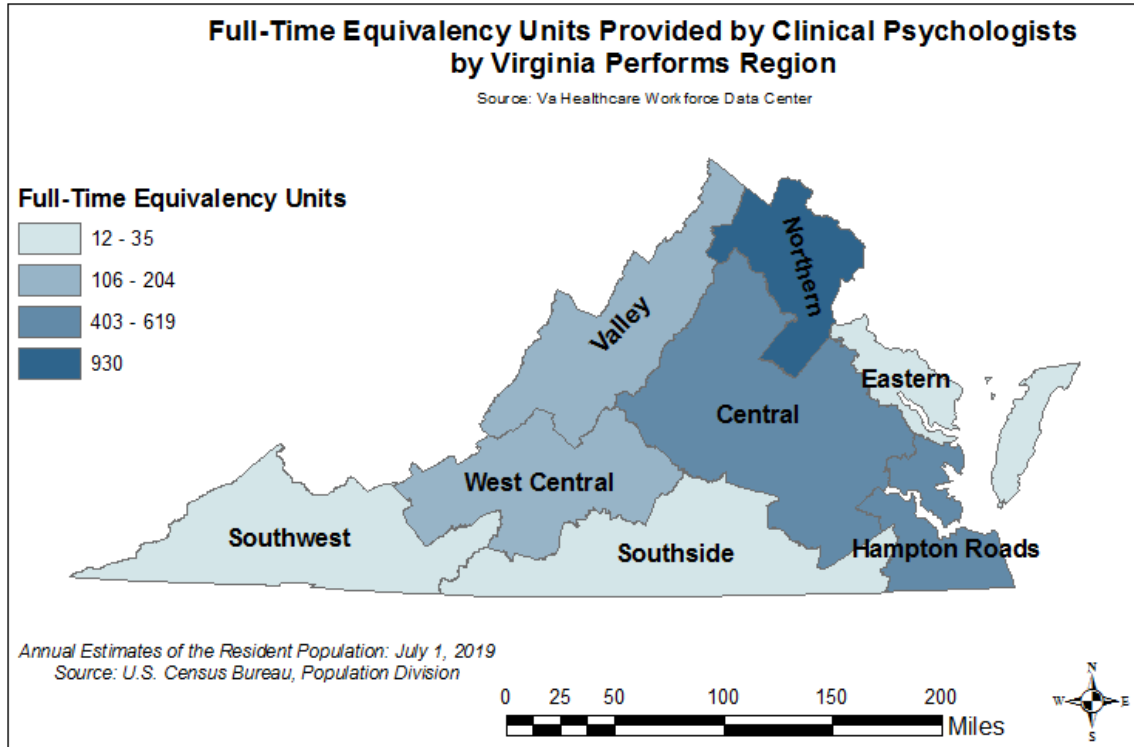 Full-Time Equivalency Units Provided by Clinical Psychologists
by Virginia Performs Region
Source: Va Healthcare Workforce Data Center
Full-Time Equivalency Units
12 - 35
106 - 204
403 - 619
930
Northern
Valley
Eastern
Central
West Central
Southwest
Southside
Hampton Roads
Annual Estimates of the Resident Population: July 1, 2019
Source: U.S. Census Bureau, Population Division
0 25 50 100 150 200
Miles
N
W E
S